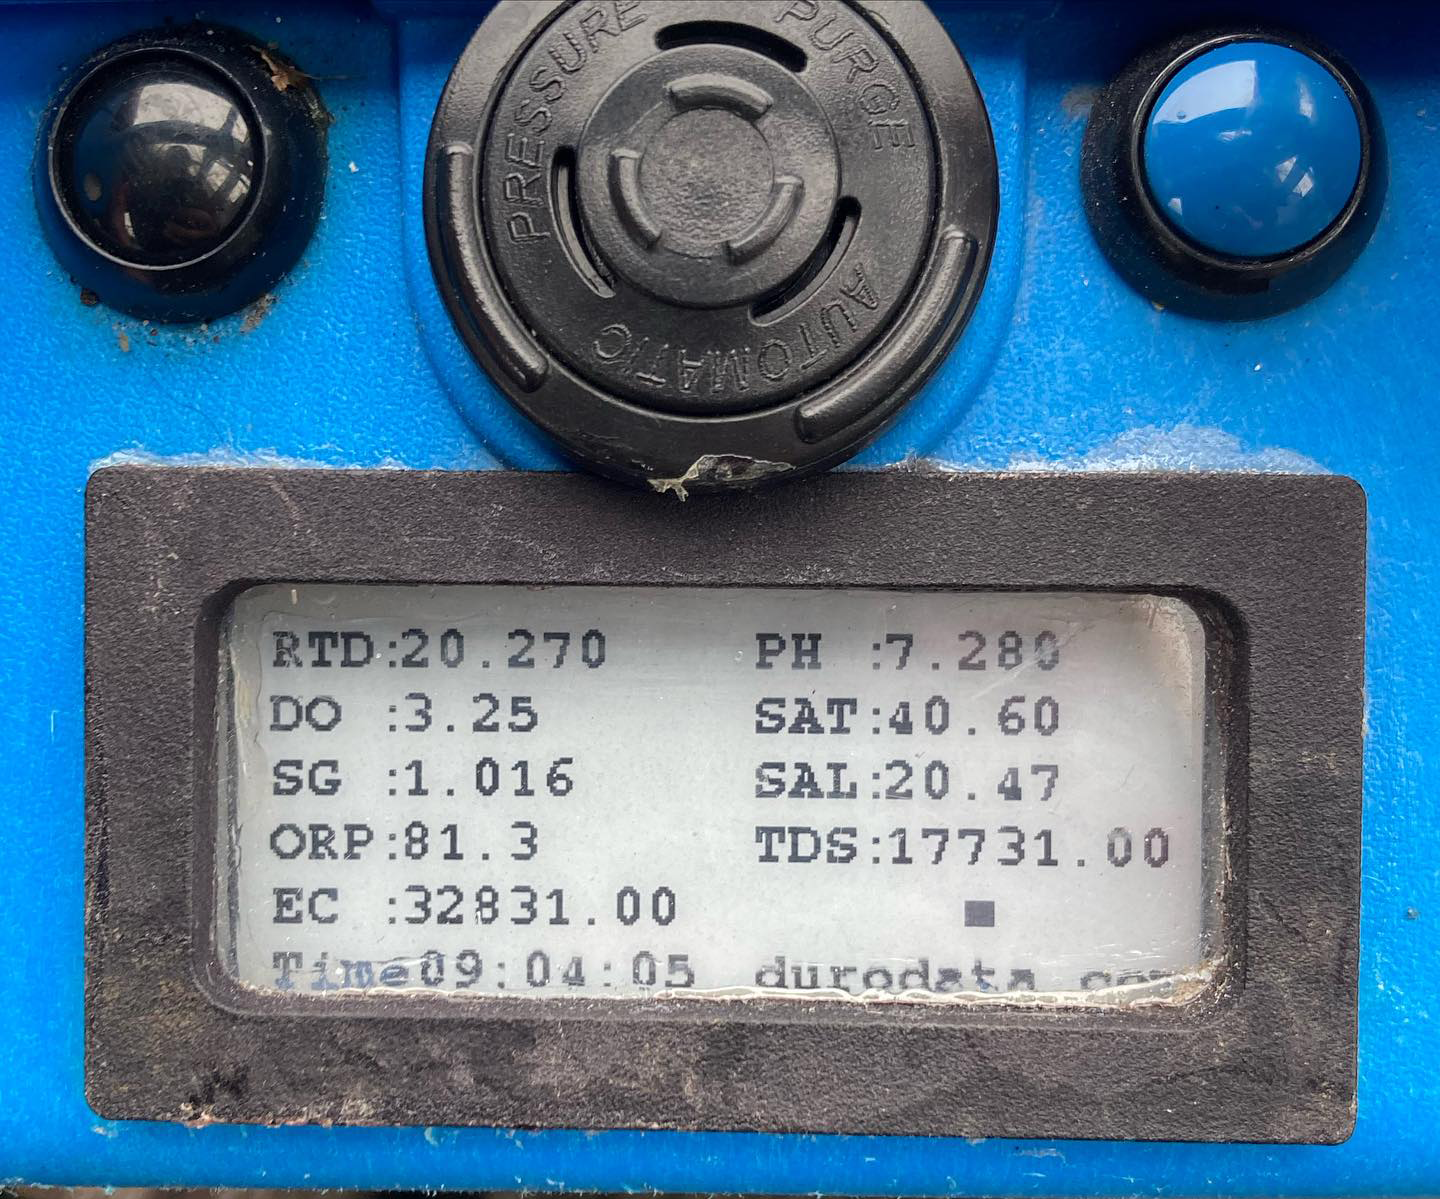 PRESSURE PURGE AUTOMATIC
RTD:20.270 PH :7.280
DO :3.25 SAT:40.60
SG :1.016 SAL:20.47
ORP:81.3 TDS:17731.00
EC :32831.00
Time09:04:05 durodata